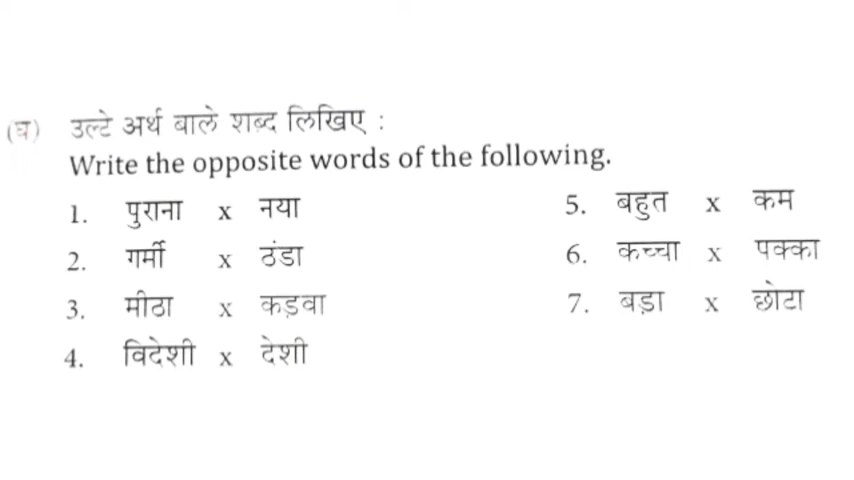 (घ) उल्टे अर्थ बाले शब्द लिखिए :
Write the opposite words of the following.
1. पुराना x नया
2. गर्मी x ठंडा
3. मीठा x कड़वा
4. विदेशी x देशी
5. बहुत x कम
6. कच्चा x पक्का
7. बड़ा x छोटा